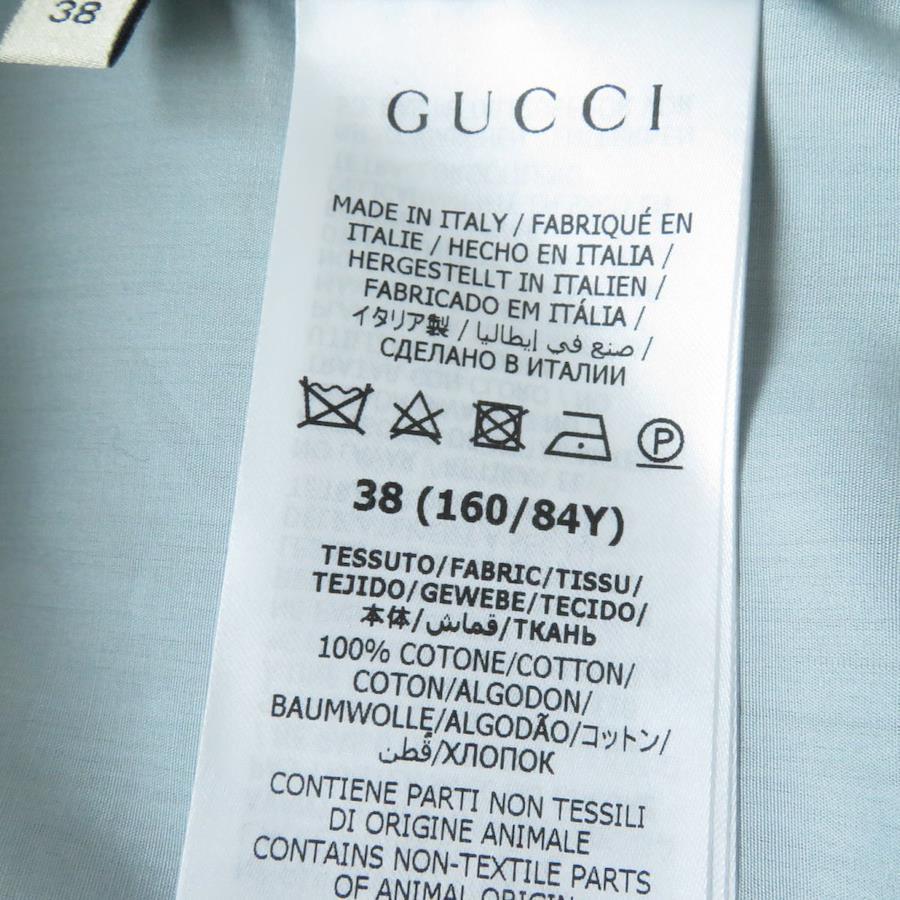 38
GUCCI
MADE IN ITALY / FABRIQUÉ EN
ITALIE / HECHO EN ITALIA /
HERGESTELLT IN ITALIEN /
FABRICADO EM ITÁLIA /
イタリア製 / صنع في إيطاليا /
СДЕЛАНО В ИТАЛИИ
P
38 (160/84Y)
TESSUTO/FABRIC/TISSU/
TEJIDO/GEWEBE/TECIDO/
本体/قماش/ТКАНЬ
100% COTONE/COTTON/
COTON/ALGODON/
BAUMWOLLE/ALGODÃO/コットン/
قطن/ХЛОПОК
CONTIENE PARTI NON TESSILI
DI ORIGINE ANIMALE
CONTAINS NON-TEXTILE PARTS
OF ANIMAL ORIGIN